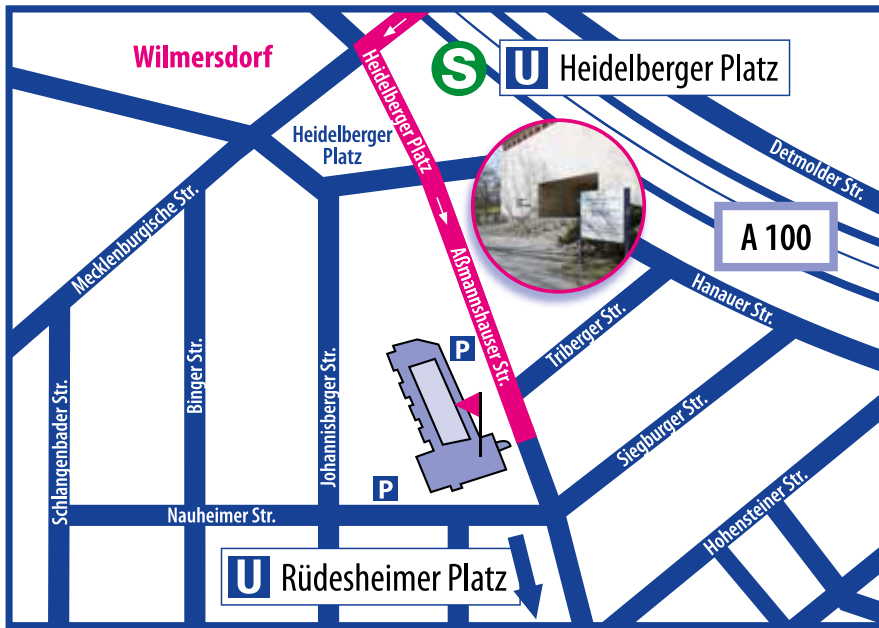 Wilmersdorf
S
U Heidelberger Platz
Heidelberger Platz
Heidelberger
Platz
Detmolder Str.
A 100
Mecklenburgische Str.
Aßmannshauser Str.
Hanauer Str.
P
Triberger Str.
Schlangenbader Str.
Binger Str.
Johannisberger Str.
Siegburger Str.
P
Hohensteiner Str.
Nauheimer Str.
U Rüdesheimer Platz